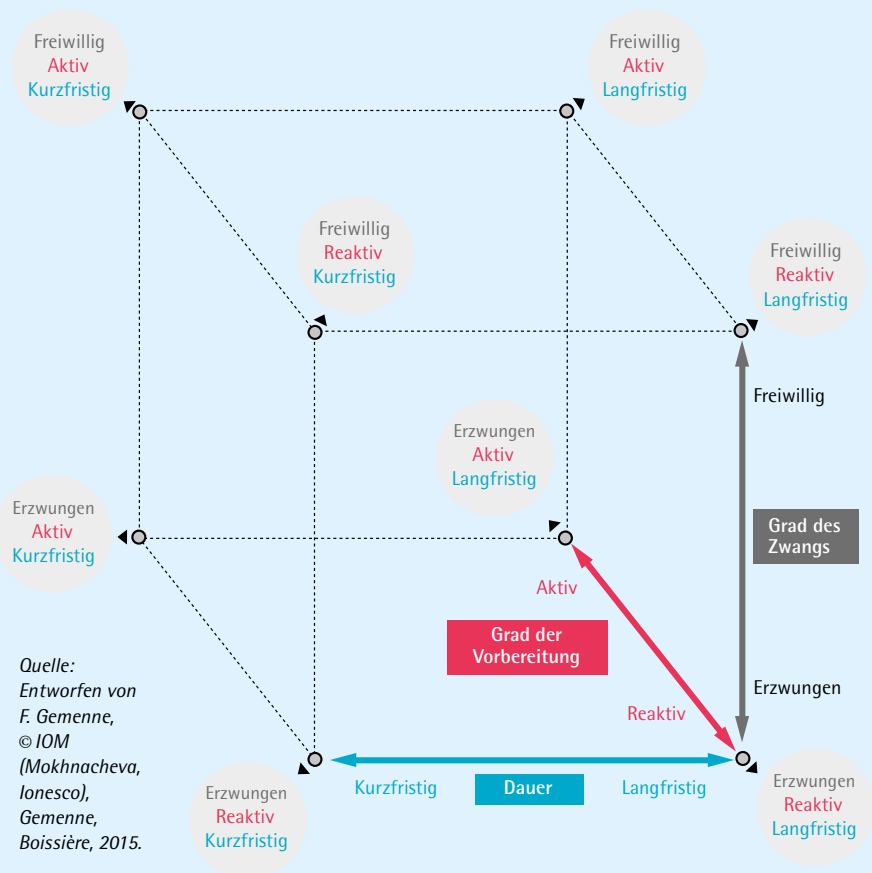 Freiwillig
Aktiv
Kurzfristig
Freiwillig
Aktiv
Langfristig
Freiwillig
Reaktiv
Kurzfristig
Freiwillig
Reaktiv
Langfristig
Freiwillig
Erzwungen
Aktiv
Langfristig
Erzwungen
Aktiv
Kurzfristig
Grad des
Zwangs
Aktiv
Grad der
Vorbereitung
Erzwungen
Reaktiv
Quelle:
Entworfen von
F. Gemenne,
© IOM
(Mokhnacheva,
Ionesco),
Gemenne,
Boissière, 2015.
Kurzfristig
Dauer
Langfristig
Erzwungen
Reaktiv
Kurzfristig
Erzwungen
Reaktiv
Langfristig